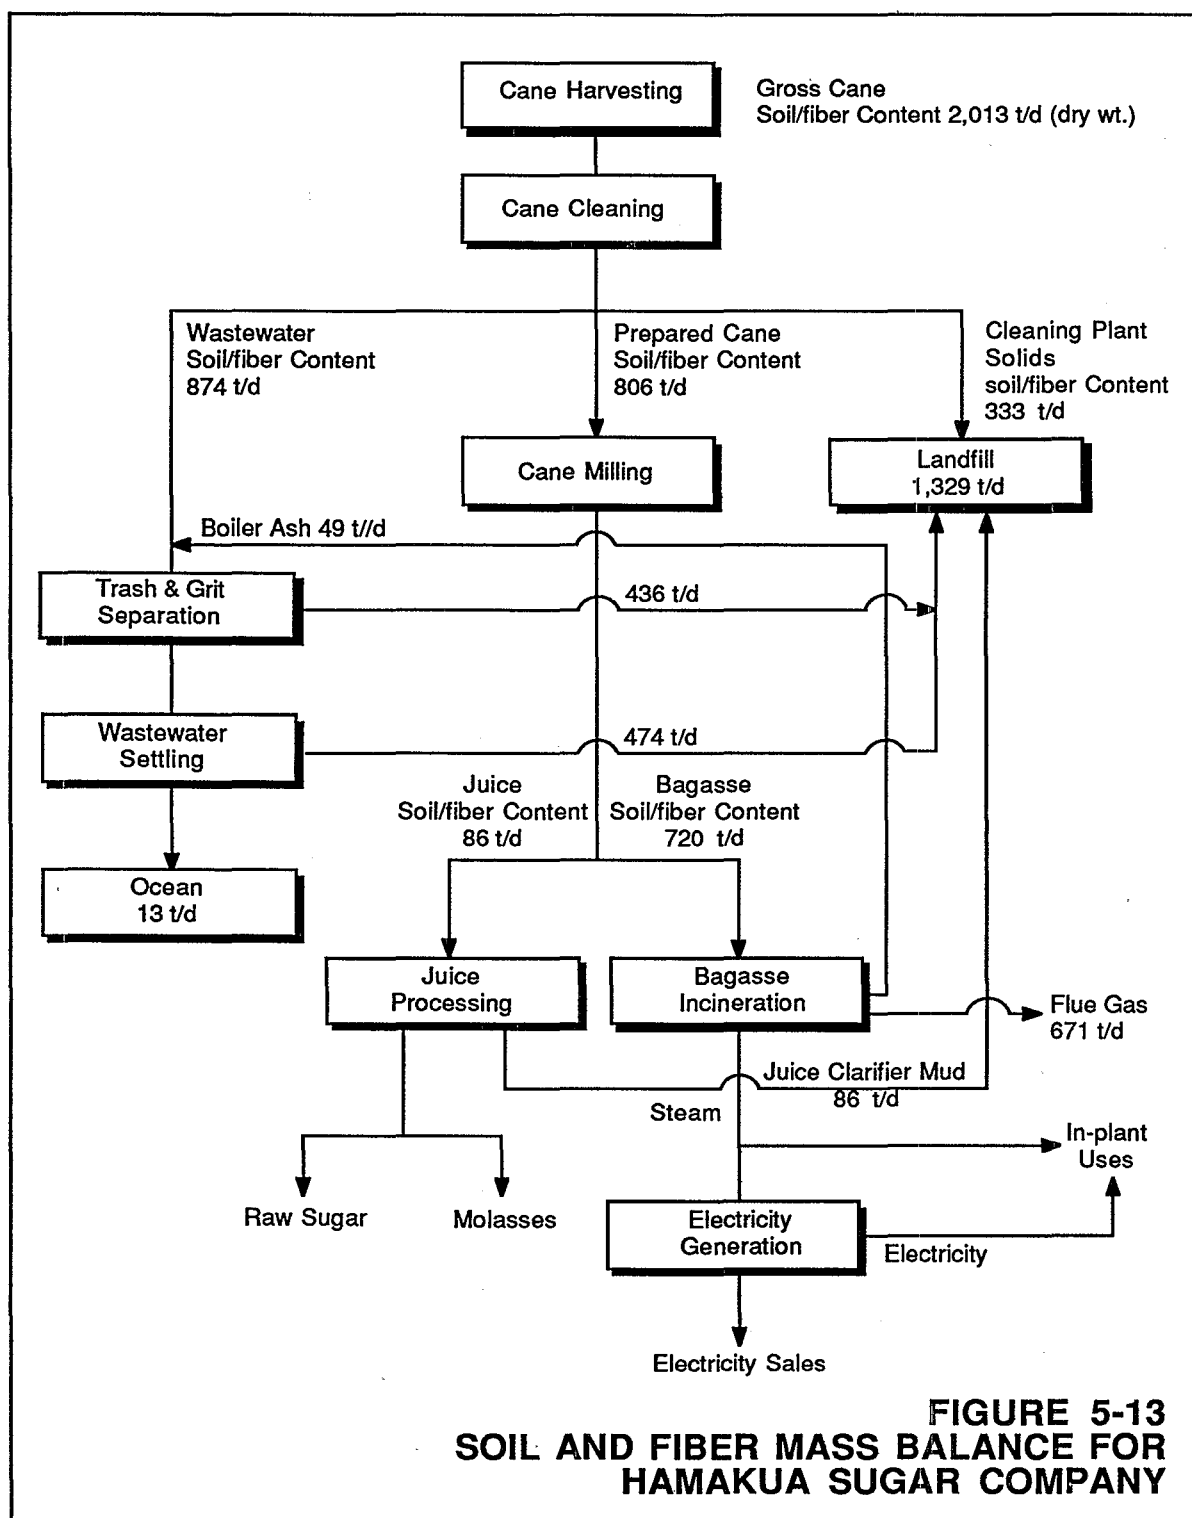 Cane Harvesting
Gross Cane
Soil/fiber Content 2,013 t/d (dry wt.)
Cane Cleaning
Wastewater
Soil/fiber Content
874 t/d
Prepared Cane
Soil/fiber Content
806 t/d
Cleaning Plant
Solids
soil/fiber Content
333 t/d
Cane Milling
Landfill
1,329 t/d
Boiler Ash 49 t//d
Trash & Grit
Separation
436 t/d
Wastewater
Settling
474 t/d
Juice
Soil/fiber Content
86 t/d
Bagasse
Soil/fiber Content
720 t/d
Ocean
13 t/d
Juice
Processing
Bagasse
Incineration
Flue Gas
671 t/d
Juice Clarifier Mud
86 t/d
Steam
In-plant
Uses
Raw Sugar
Molasses
Electricity
Generation
Electricity
Electricity Sales
FIGURE 5-13
SOIL AND FIBER MASS BALANCE FOR
HAMAKUA SUGAR COMPANY